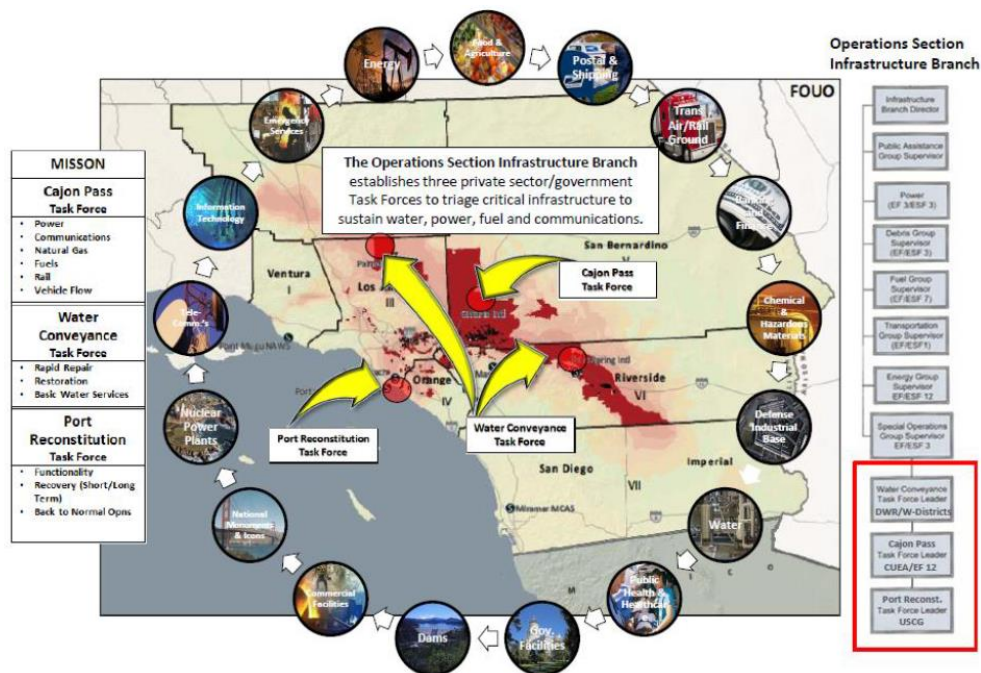 Operations Section
Infrastructure Branch
FOUO
Energy
Food &
Agriculture
Postal &
Shipping
Trans
Air/Rail
Ground
Chemical
&
Hazardous
Materials
Defense
Industrial
Base
Water
Public
Health &
Healthcar
e
Gov.
Facilities
Dams
Commercial
Facilities
National
Monuments
& Icons
Nuclear
Power
Plants
Tele-
Comm.'s
Information
Technology
Emergency
Services
The Operations Section Infrastructure Branch
establishes three private sector/government
Task Forces to triage critical infrastructure to
sustain water, power, fuel and communications.
MISSON
Cajon Pass
Task Force
• Power
• Communications
• Natural Gas
• Fuels
• Rail
• Vehicle Flow
Water
Conveyance
Task Force
• Rapid Repair
• Restoration
• Basic Water Services
Port
Reconstitution
Task Force
• Functionality
• Recovery (Short/Long
Term)
• Back to Normal Opns
San Bernardino
V
Ventura
I
Los
III
Orange
IV
Riverside
VI
San Diego
VII
Imperial
Miramar MCAS
Cajon Pass
Task Force
Port Reconstitution
Task Force
Water Conveyance
Task Force
Infrastructure
Branch Director
Public Assistance
Group Supervisor
Power
(EF 3/ESF 3)
Debris Group
Supervisor
(EF/ESF 3)
Fuel Group
Supervisor
(EF/ESF 7)
Transportation
Group Supervisor
(EF/ESF1)
Energy Group
Supervisor
EF/ESF 12
Special Operations
Group Supervisor
EF/ESF 3
Water Conveyance
Task Force Leader
DWR/W-Districts
Cajon Pass
Task Force Leader
CUEA/EF 12
Port Reconst.
Task Force Leader
USCG